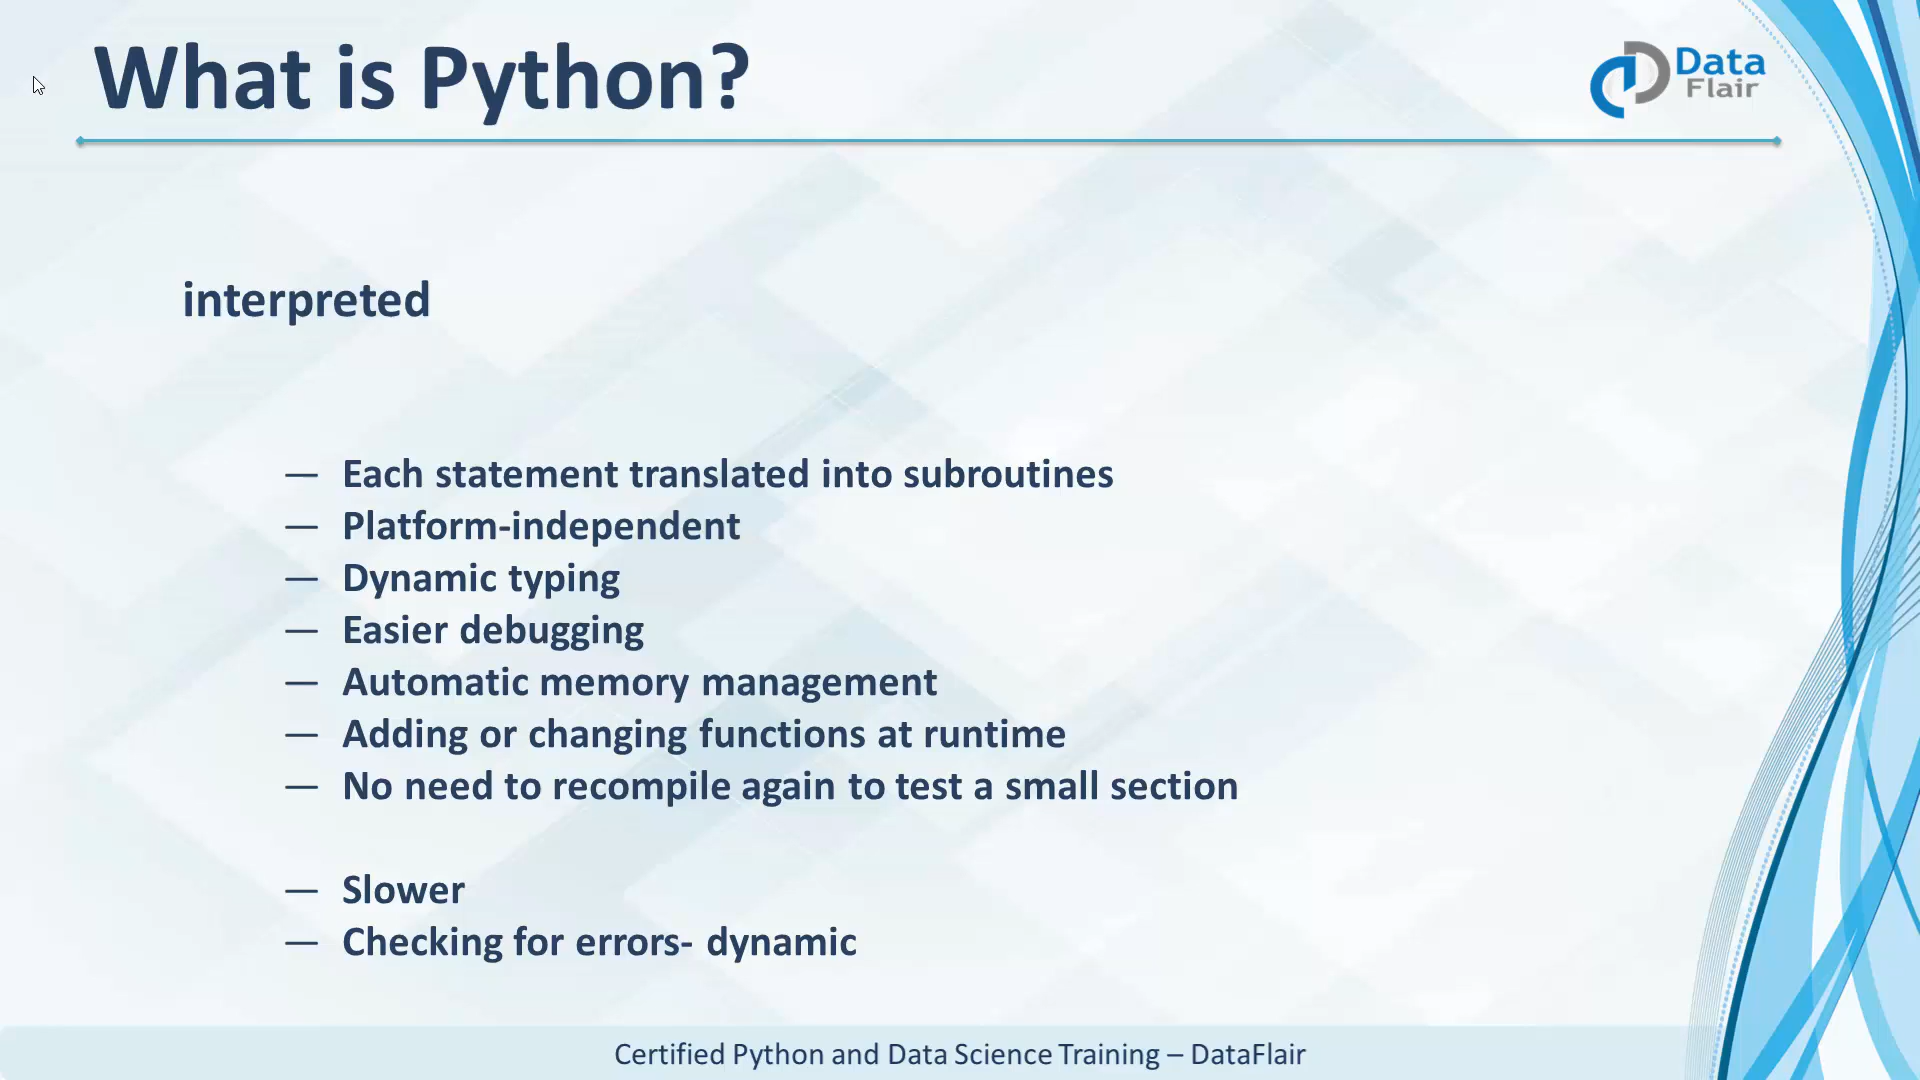 What is Python?
Data
Flair
interpreted
— Each statement translated into subroutines
— Platform-independent
— Dynamic typing
— Easier debugging
— Automatic memory management
— Adding or changing functions at runtime
— No need to recompile again to test a small section
— Slower
— Checking for errors- dynamic
Certified Python and Data Science Training – DataFlair